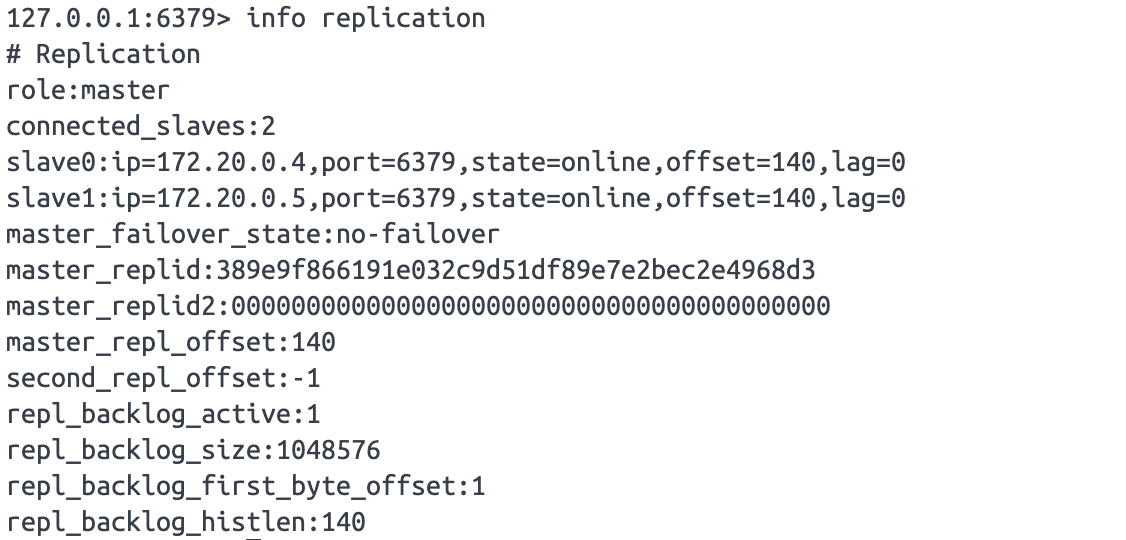 127.0.0.1:6379> info replication
# Replication
role:master
connected_slaves:2
slave0:ip=172.20.0.4,port=6379,state=online,offset=140,lag=0
slave1:ip=172.20.0.5,port=6379,state=online,offset=140,lag=0
master_failover_state:no-failover
master_replid:389e9f866191e032c9d51df89e7e2bec2e4968d3
master_replid2:0000000000000000000000000000000000000000
master_repl_offset:140
second_repl_offset:-1
repl_backlog_active:1
repl_backlog_size:1048576
repl_backlog_first_byte_offset:1
repl_backlog_histlen:140